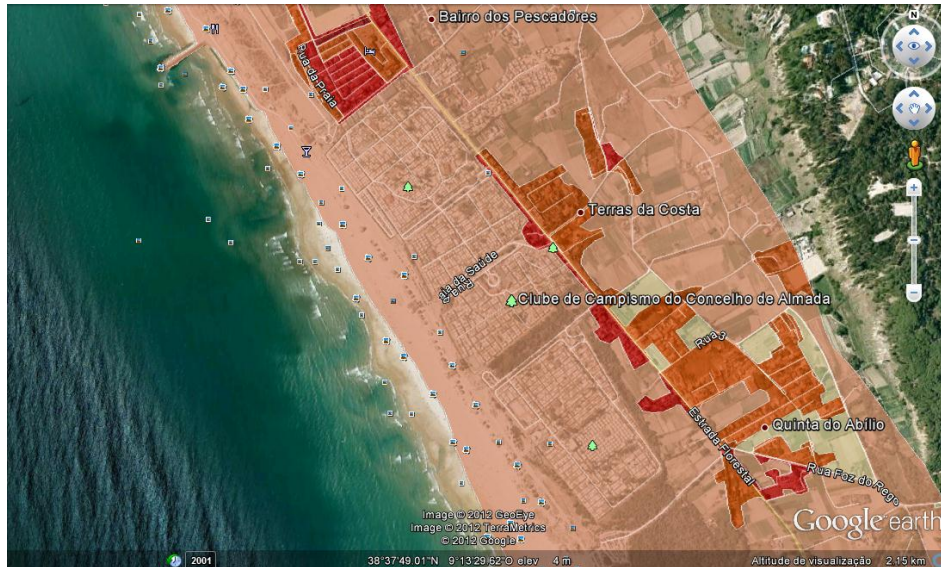 Bairro dos Pescadores
Rua da Praia
Terras da Costa
Clube de Campismo do Concelho de Almada
Rua 3
Quinta do Abílio
Estrada Florestal
Rua Foz do Rego
Image © 2012 GeoEye
Image © 2012 TerraMetrics
© 2012 Google
Google earth
N
2001
38°37'49.01"N 9°13'29.62"O elev 4 m
Altitude de visualização 2.15 km